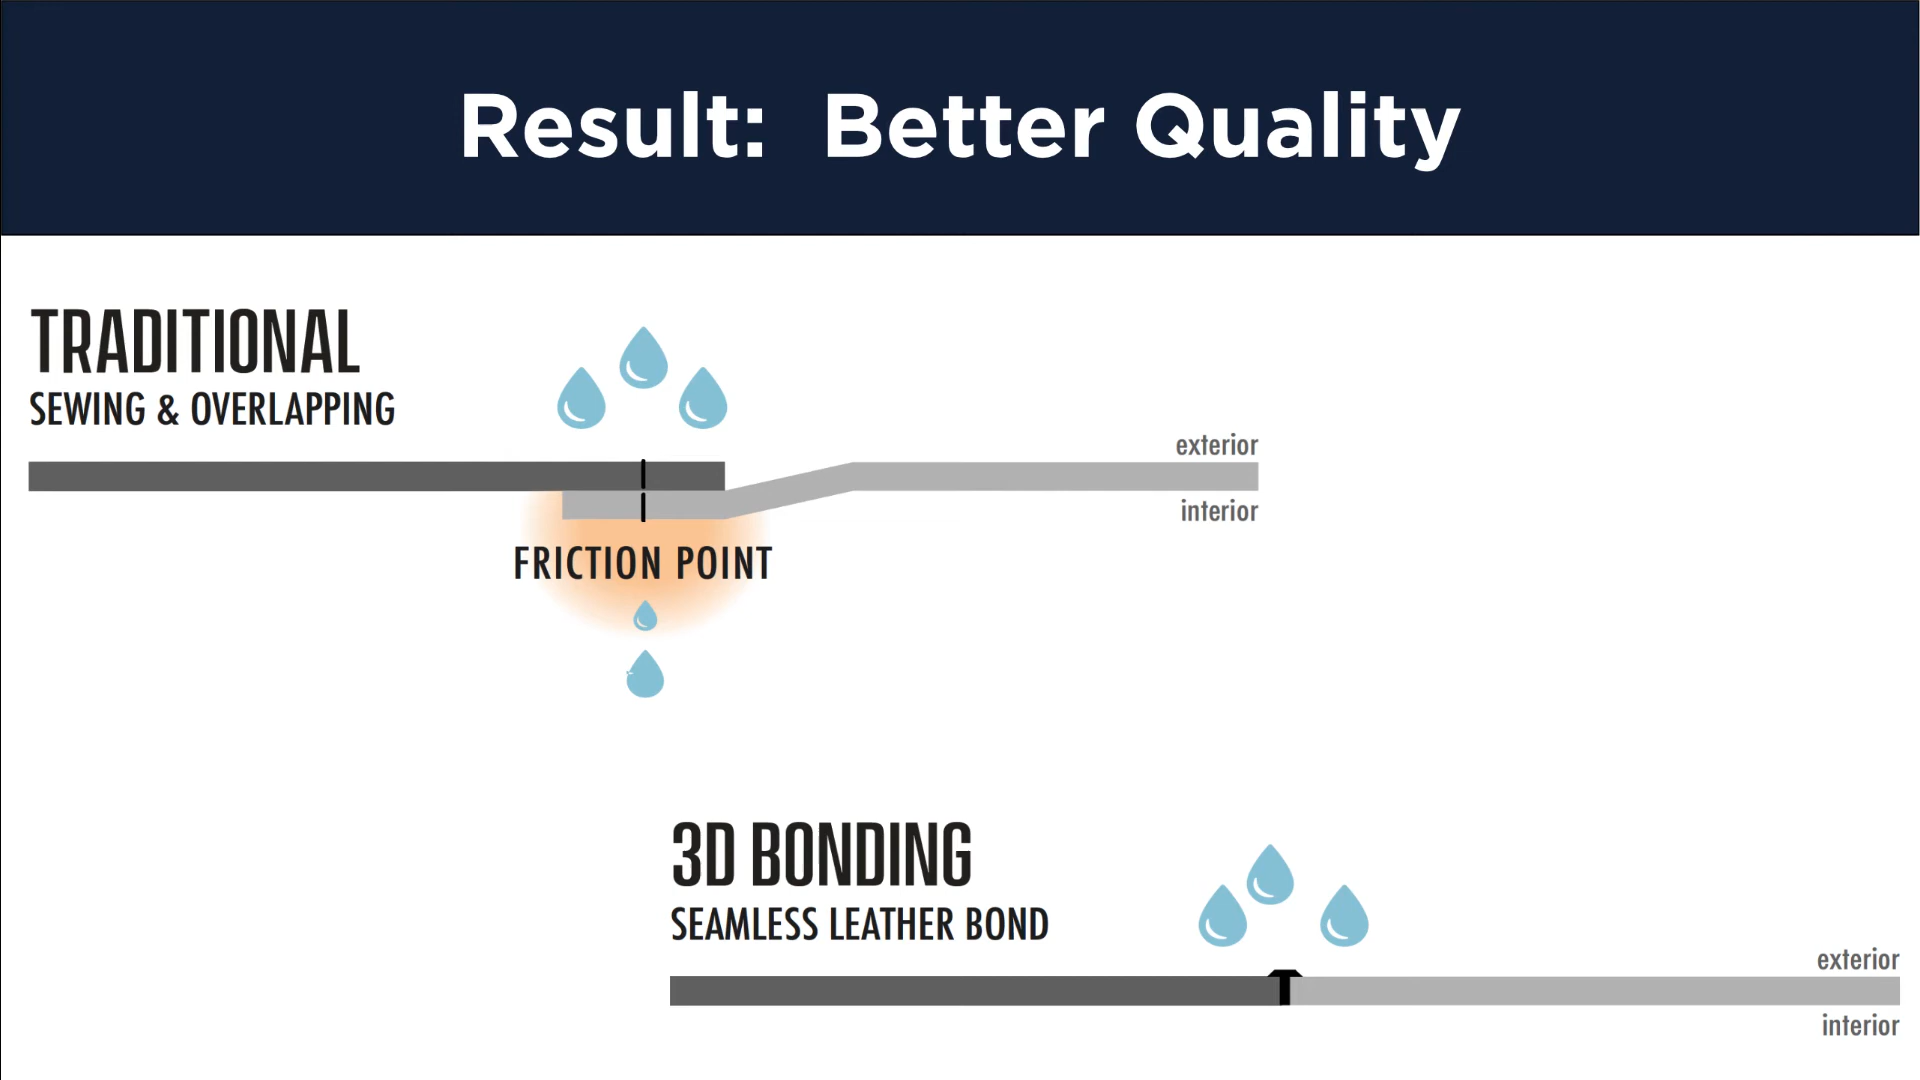 Result:  Better Quality
TRADITIONAL
SEWING & OVERLAPPING
exterior
interior
FRICTION POINT
3D BONDING
SEAMLESS LEATHER BOND
exterior
interior